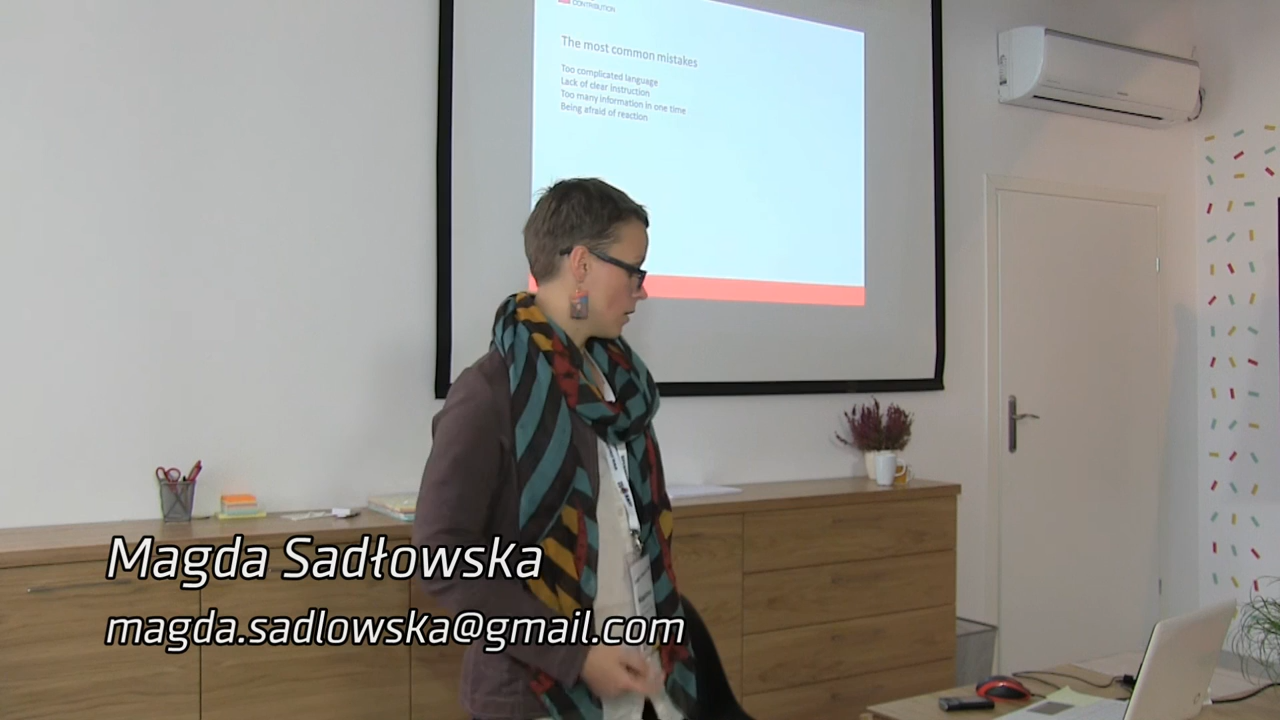 CONTRIBUTION
The most common mistakes
Too complicated language
Lack of clear instruction
Too many information in one time
Being afraid of reaction
Magda Sadłowska
magda.sadlowska@gmail.com